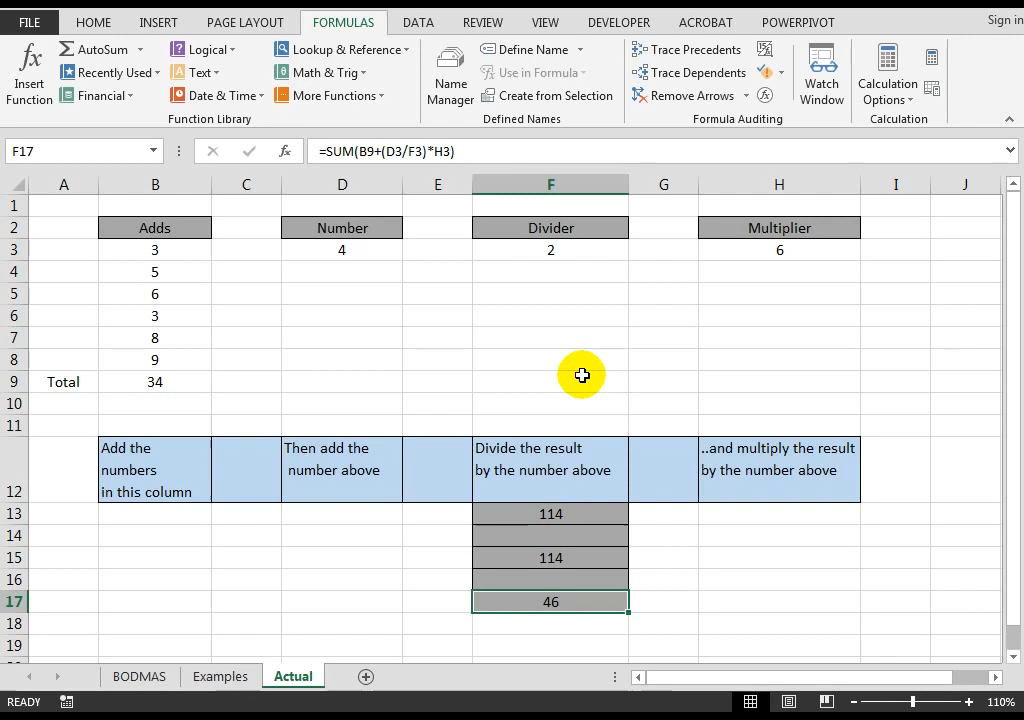 FILE HOME INSERT PAGE LAYOUT FORMULAS DATA REVIEW VIEW DEVELOPER ACROBAT POWERPIVOT Sign in
fx Insert Function
AutoSum Logical Lookup & Reference
Recently Used Text Math & Trig
Financial Date & Time More Functions
Function Library
Name Manager
Define Name
Use in Formula
Create from Selection
Defined Names
Trace Precedents
Trace Dependents
Remove Arrows
Formula Auditing
Watch Window
Calculation Options
Calculation
F17 fx =SUM(B9+(D3/F3)*H3)
A B C D E F G H I J
1
2 Adds Number Divider Multiplier
3 3 4 2 6
4 5
5 6
6 3
7 8
8 9
9 Total 34
10
11
Add the Then add the Divide the result ..and multiply the result
numbers number above by the number above by the number above
12 in this column
13 114
14
15 114
16
17 46
18
19
BODMAS Examples Actual
READY 110%